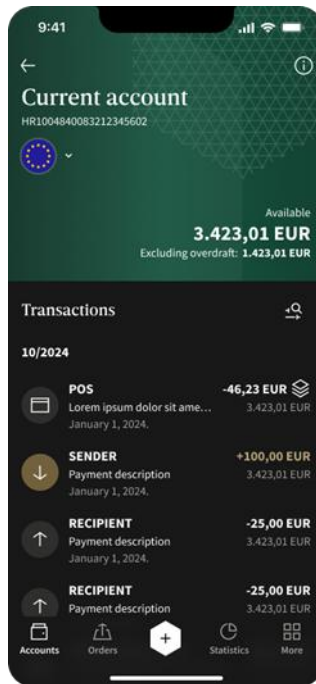 9:41
Current account
HR1004840083212345602
Available
3.423,01 EUR
Excluding overdraft: 1.423,01 EUR
Transactions
10/2024
POS -46,23 EUR
Lorem ipsum dolor sit ame... 3.423,01 EUR
January 1, 2024.
SENDER +100,00 EUR
Payment description 3.423,01 EUR
January 1, 2024.
RECIPIENT -25,00 EUR
Payment description 3.423,01 EUR
January 1, 2024.
RECIPIENT -25,00 EUR
Payment description 3.423,01 EUR
Accounts Orders + Statistics More